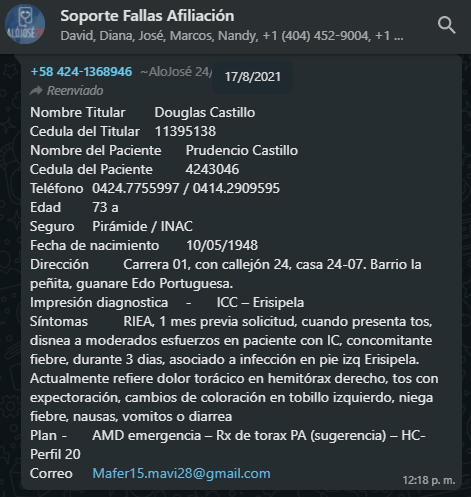 Soporte Fallas Afiliación
David, Diana, José, Marcos, Nandy, +1 (404) 452-9004, +1 ...
+58 424-1368946 ~AloJosé 24/
17/8/2021
Reenviado
Nombre Titular Douglas Castillo
Cedula del Titular 11395138
Nombre del Paciente Prudencio Castillo
Cedula del Paciente 4243046
Teléfono 0424.7755997 / 0414.2909595
Edad 73 a
Seguro Pirámide / INAC
Fecha de nacimiento 10/05/1948
Dirección Carrera 01, con callejón 24, casa 24-07. Barrio la
peñita, guanare Edo Portuguesa.
Impresión diagnostica - ICC – Erisipela
Síntomas RIEA, 1 mes previa solicitud, cuando presenta tos,
disnea a moderados esfuerzos en paciente con IC, concomitante
fiebre, durante 3 dias, asociado a infección en pie izq Erisipela.
Actualmente refiere dolor torácico en hemitórax derecho, tos con
expectoración, cambios de coloración en tobillo izquierdo, niega
fiebre, nausas, vomitos o diarrea
Plan - AMD emergencia – Rx de torax PA (sugerencia) – HC-
Perfil 20
Correo Mafer15.mavi28@gmail.com
12:18 p. m.